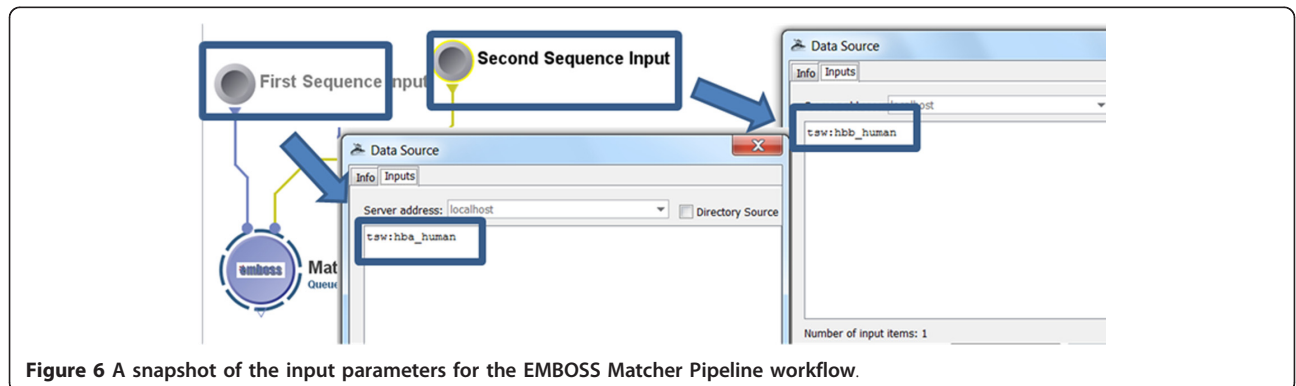 First Sequence Input
Second Sequence Input
Data Source
Info Inputs
localhost
tsw:hbb_human
Number of input items: 1
Data Source
X
Info Inputs
Server address: localhost
Directory Source
tsw:hba_human
emboss
Mat
Queue
Figure 6 A snapshot of the input parameters for the EMBOSS Matcher Pipeline workflow.